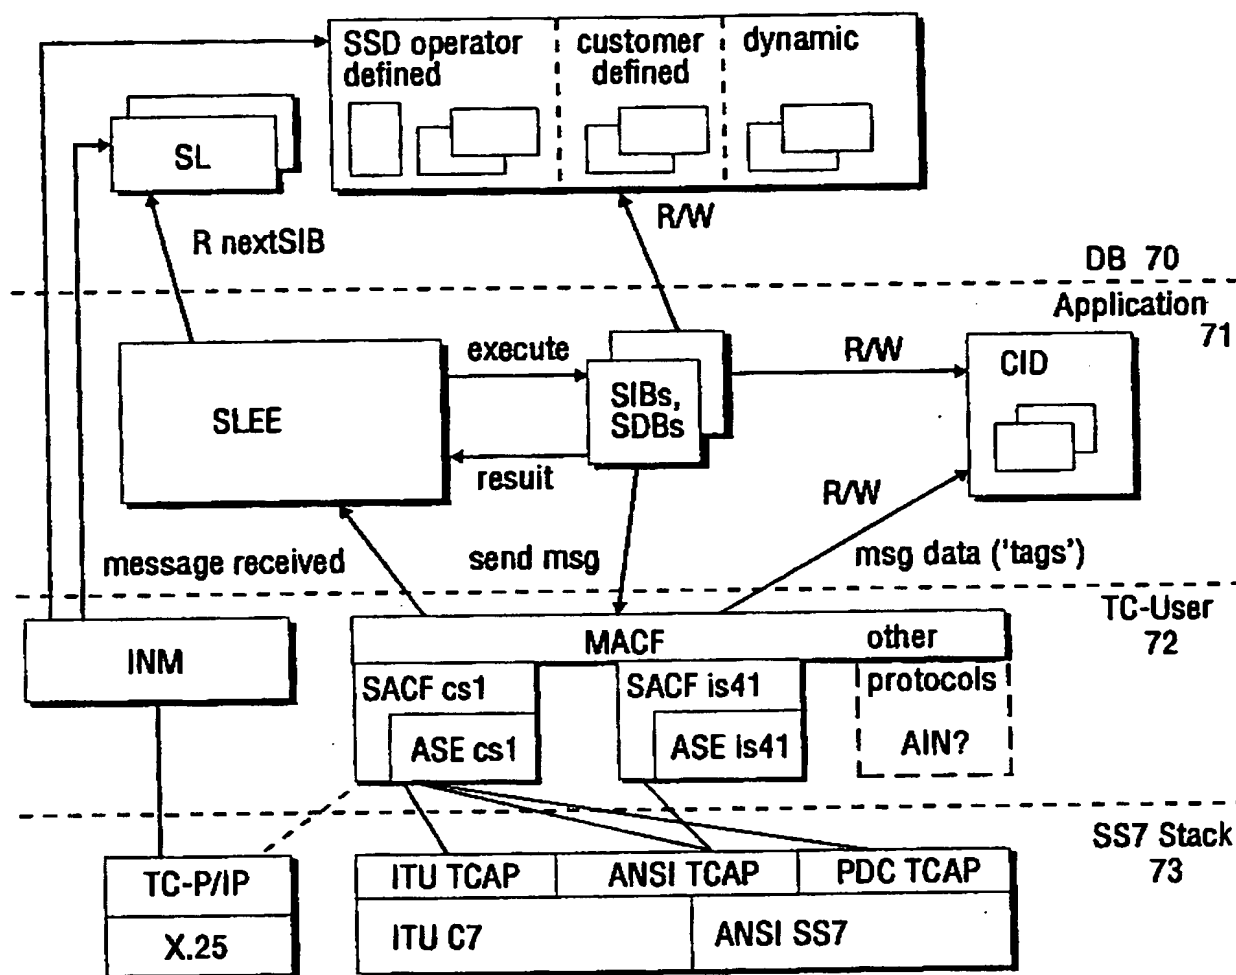 SSD operator
defined
customer
defined
dynamic
SL
R nextSIB
R/W
DB 70
Application
71
SLEE
execute
resuit
SIBs,
SDBs
R/W
CID
R/W
message received
send msg
msg data ('tags')
TC-User
72
INM
MACF
other
protocols
AIN?
SACF cs1
ASE cs1
SACF is41
ASE is41
SS7 Stack
73
TC-P/IP
X.25
ITU TCAP
ANSI TCAP
PDC TCAP
ITU C7
ANSI SS7